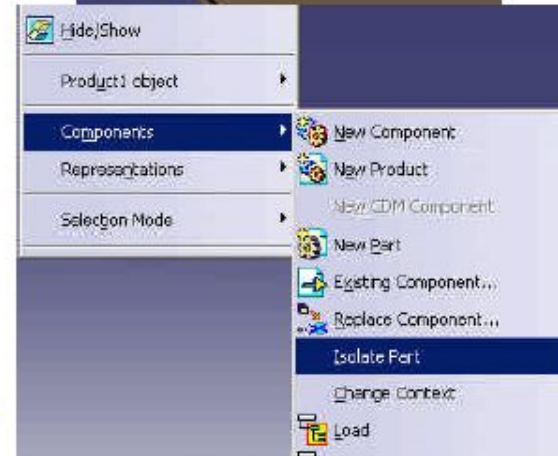 Hide/Show
Product1 object
Components
Representations
Selection Mode
New Component
New Product
New CDM Component
New Part
Existing Component...
Replace Component...
Isolate Part
Change Context
Load